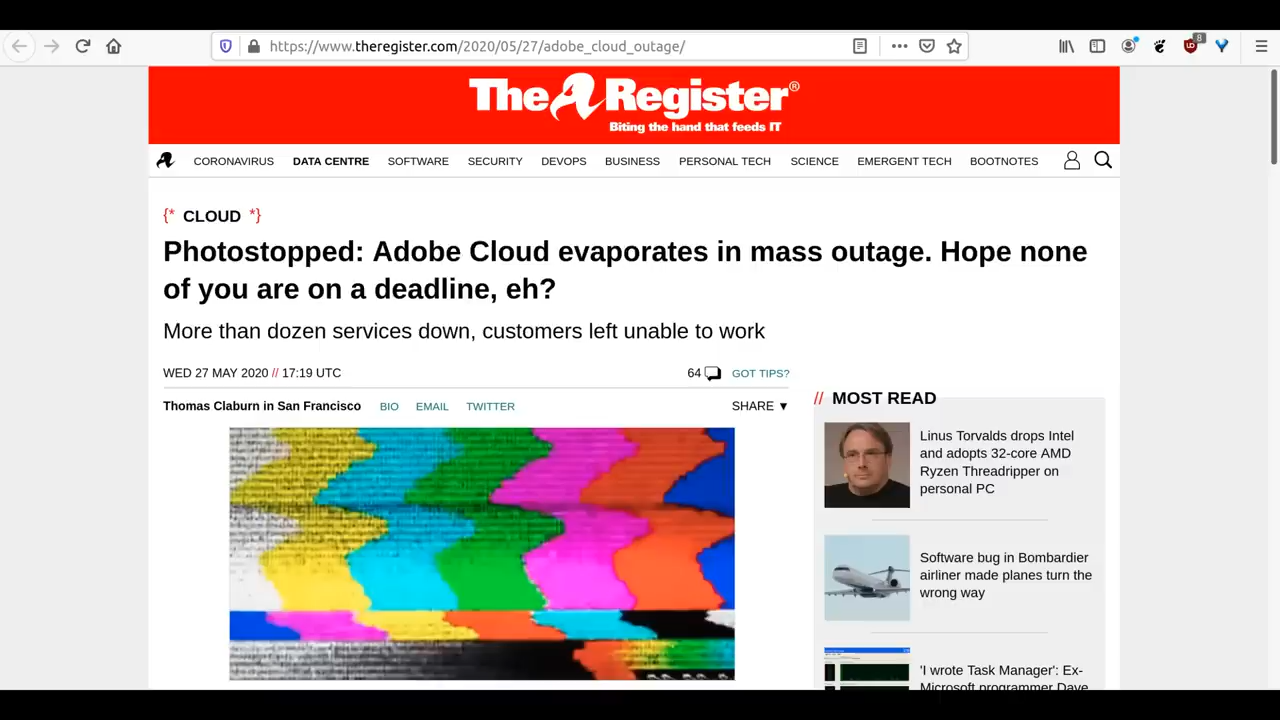 https://www.theregister.com/2020/05/27/adobe_cloud_outage/
8
The Register®
Biting the hand that feeds IT
CORONAVIRUS DATA CENTRE SOFTWARE SECURITY DEVOPS BUSINESS PERSONAL TECH SCIENCE EMERGENT TECH BOOTNOTES
{* CLOUD *}
Photostopped: Adobe Cloud evaporates in mass outage. Hope none
of you are on a deadline, eh?
More than dozen services down, customers left unable to work
WED 27 MAY 2020 // 17:19 UTC
64 GOT TIPS?
Thomas Claburn in San Francisco BIO EMAIL TWITTER SHARE ▼
// MOST READ
Linus Torvalds drops Intel
and adopts 32-core AMD
Ryzen Threadripper on
personal PC
Software bug in Bombardier
airliner made planes turn the
wrong way
'I wrote Task Manager': Ex-
Microsoft programmer Dave